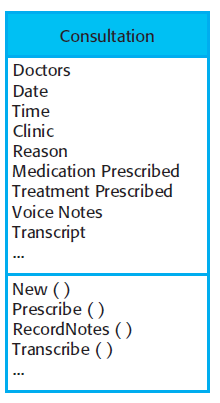 Consultation
Doctors
Date
Time
Clinic
Reason
Medication Prescribed
Treatment Prescribed
Voice Notes
Transcript
...
New ( )
Prescribe ( )
RecordNotes ( )
Transcribe ( )
...